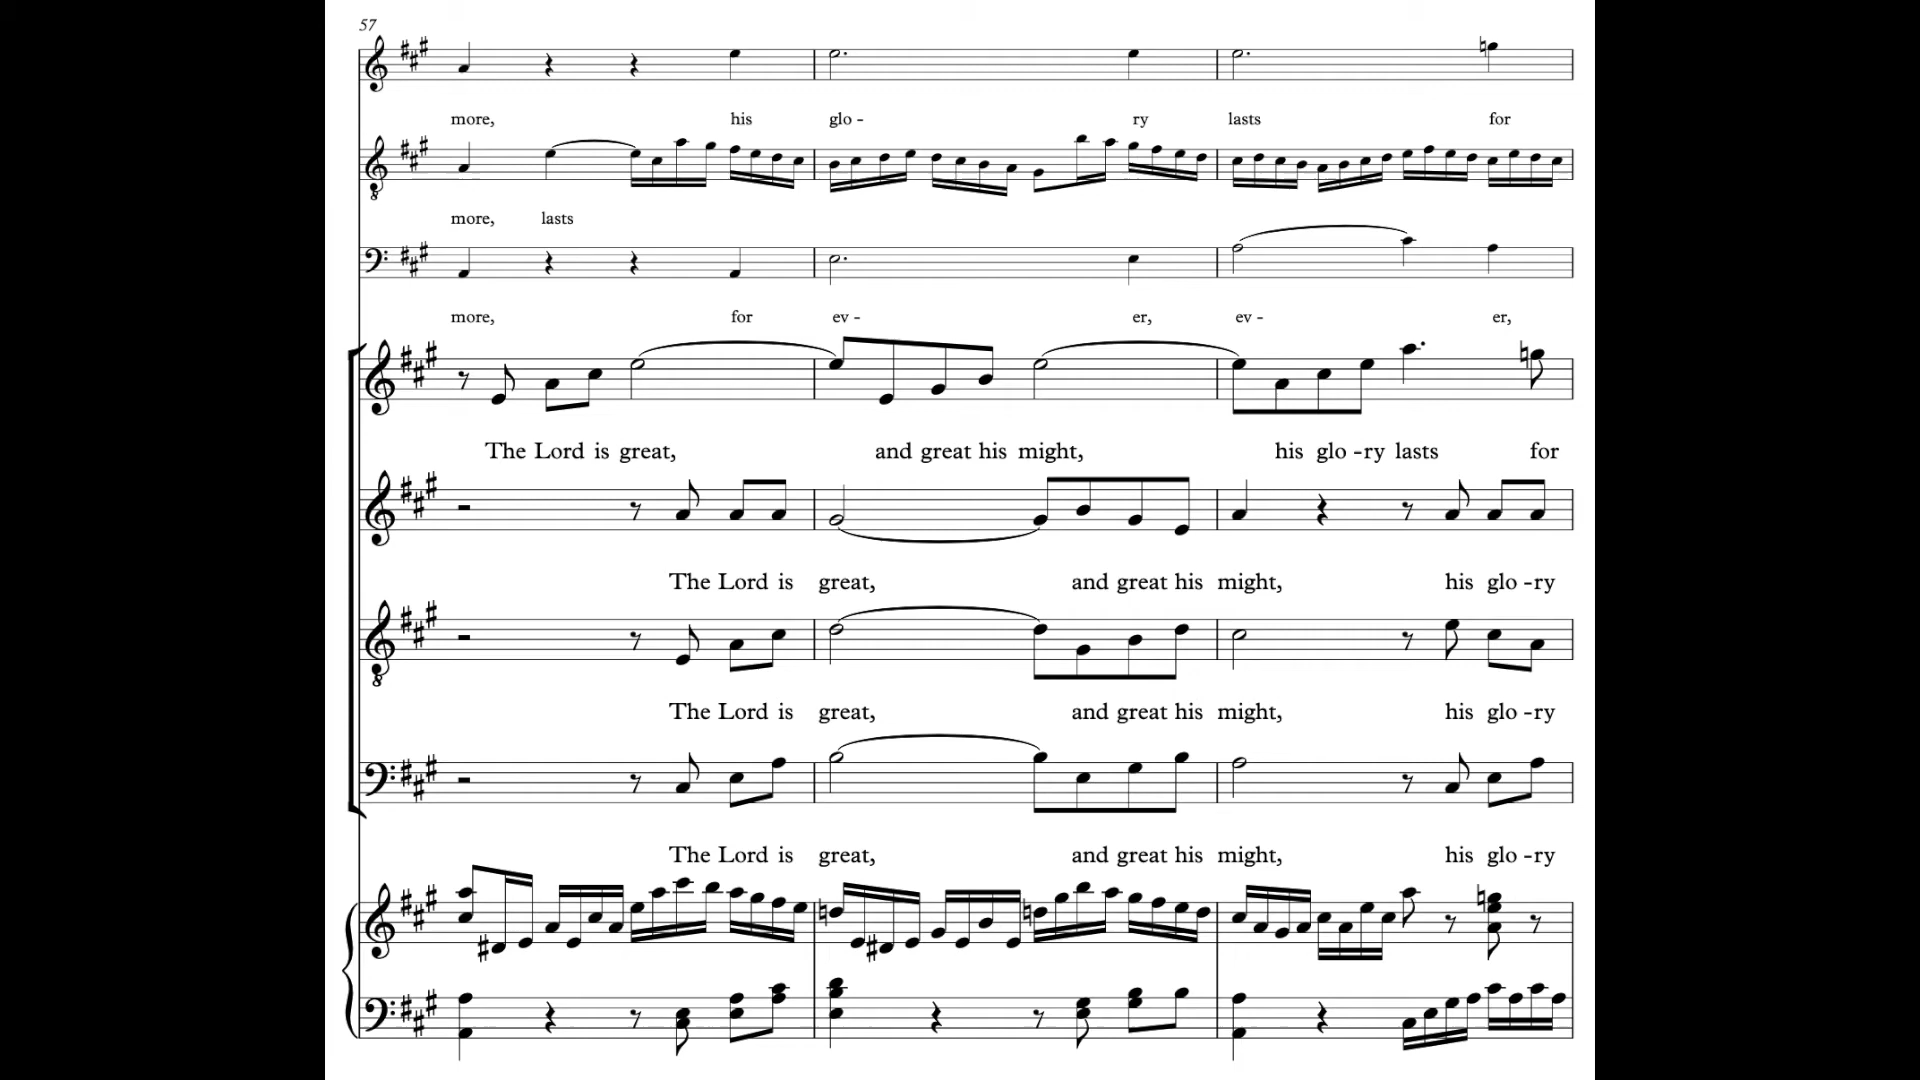 57
more, his glo - ry lasts for
more, lasts
more, for ev - er, ev - er,
The Lord is great, and great his might, his glo -ry lasts for
The Lord is great, and great his might, his glo -ry
The Lord is great, and great his might, his glo -ry
The Lord is great, and great his might, his glo -ry